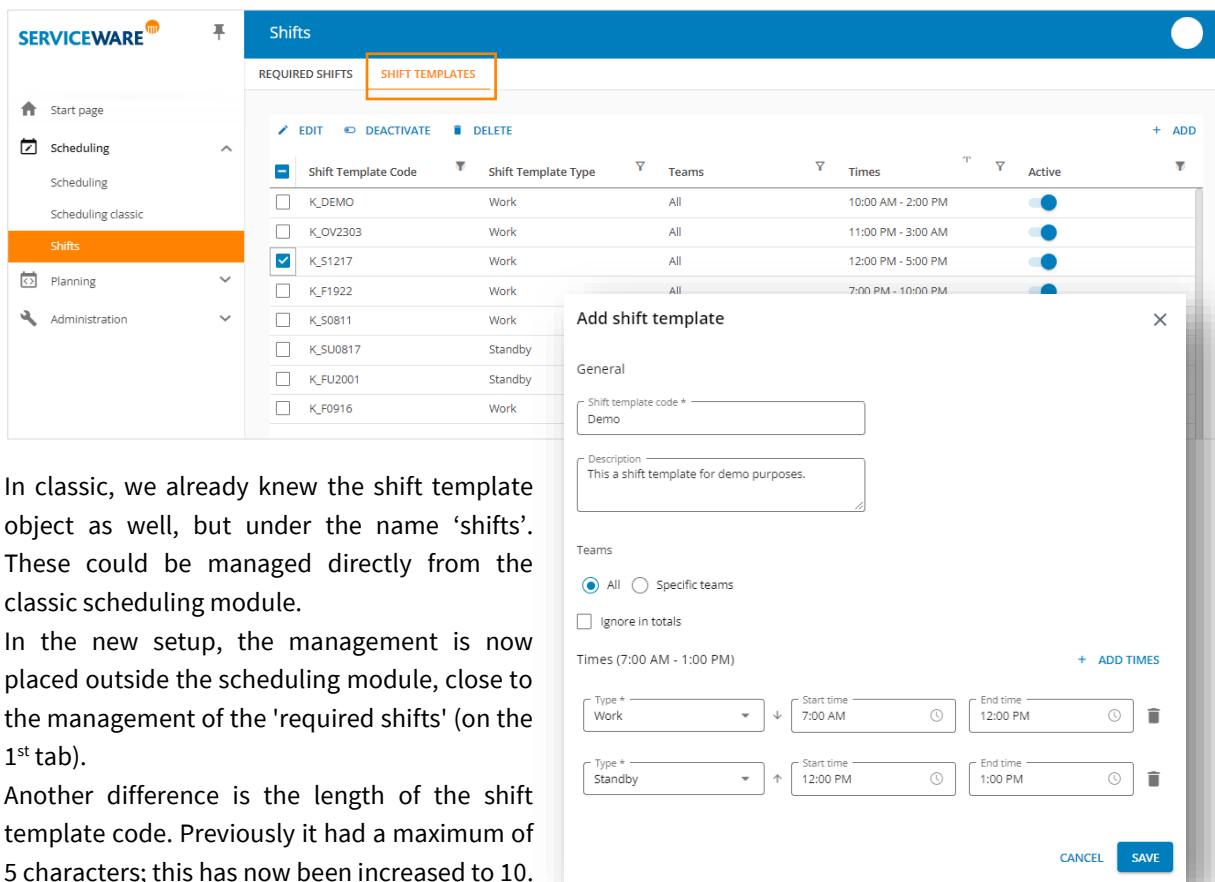 SERVICEWARE
Shifts
REQUIRED SHIFTS SHIFT TEMPLATES
Start page
Scheduling
Scheduling
Scheduling classic
Shifts
Planning
Administration
EDIT DEACTIVATE DELETE + ADD
Shift Template Code Shift Template Type Teams Times Active
K_DEMO Work All 10:00 AM - 2:00 PM
K_OV2303 Work All 11:00 PM - 3:00 AM
K_S1217 Work All 12:00 PM - 5:00 PM
K_F1922 Work All 7:00 PM - 10:00 PM
K_S0811 Work
K_SU0817 Standby
K_FU2001 Standby
K_F0916 Work
Add shift template
General
Shift template code *
Demo
Description
This a shift template for demo purposes.
Teams
All Specific teams
Ignore in totals
Times (7:00 AM - 1:00 PM) + ADD TIMES
Type * Start time End time
Work 7:00 AM 12:00 PM
Type * Start time End time
Standby 12:00 PM 1:00 PM
CANCEL SAVE
In classic, we already knew the shift template
object as well, but under the name ‘shifts’.
These could be managed directly from the
classic scheduling module.
In the new setup, the management is now
placed outside the scheduling module, close to
the management of the 'required shifts' (on the
1st tab).
Another difference is the length of the shift
template code. Previously it had a maximum of
5 characters; this has now been increased to 10.